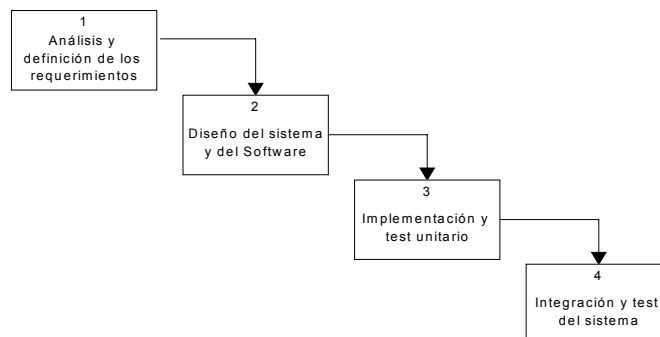 1
Análisis y
definición de los
requerimientos
2
Diseño del sistema
y del Software
3
Implementación y
test unitario
4
Integración y test
del sistema